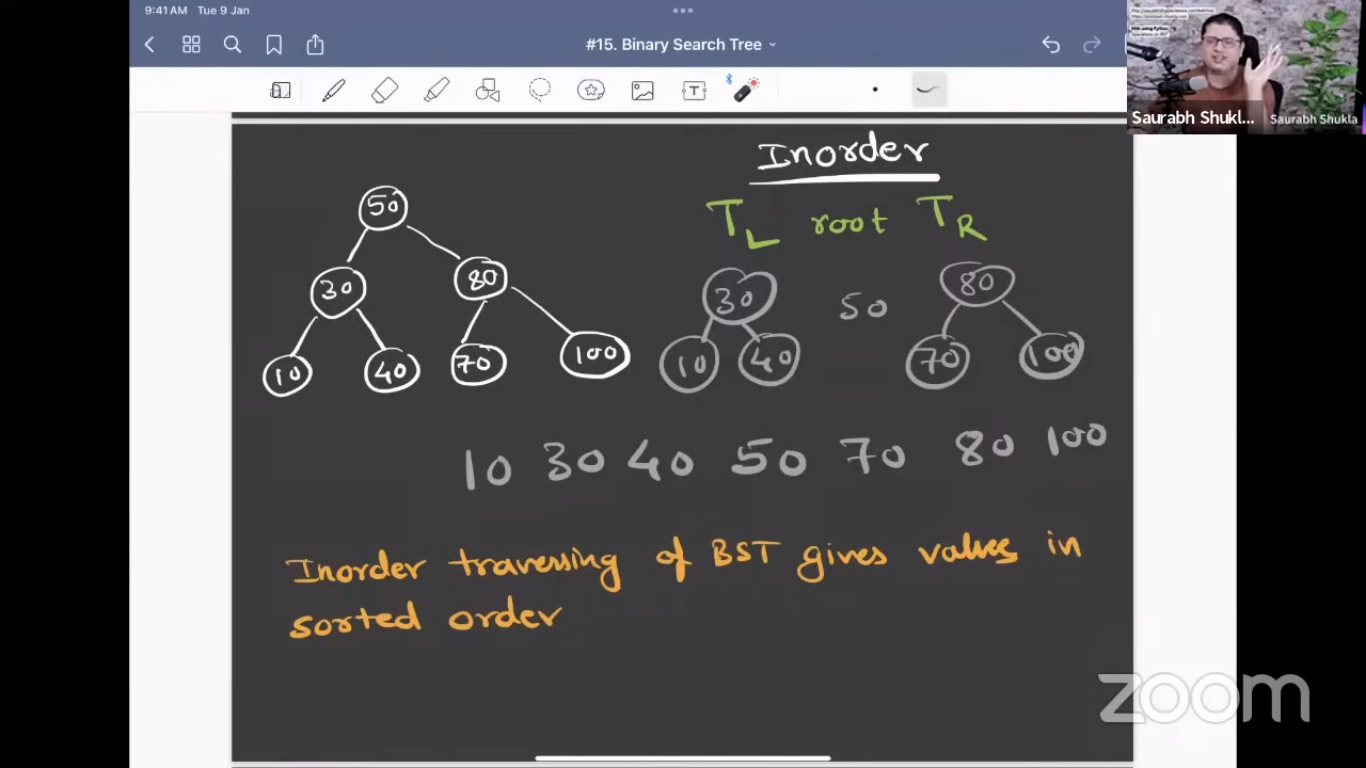 9:41 AM Tue 9 Jan
#15. Binary Search Tree
T
Saurabh Shukl...
Saurabh Shukla
Inorder
TL root TR
50
30
80
10
40
70
100
30
50
80
10
40
70
100
10 30 40 50 70 80 100
Inorder traversing of BST gives values in
sorted order
zoom